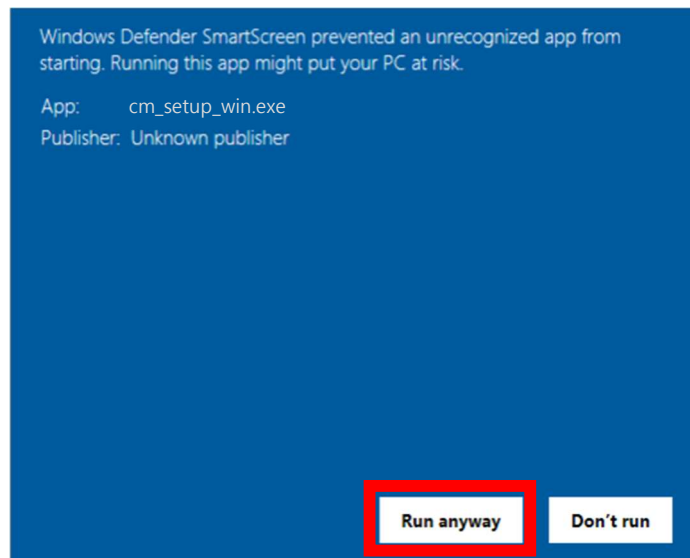 Windows Defender SmartScreen prevented an unrecognized app from
starting. Running this app might put your PC at risk.
App: cm_setup_win.exe
Publisher: Unknown publisher
Run anyway Don't run